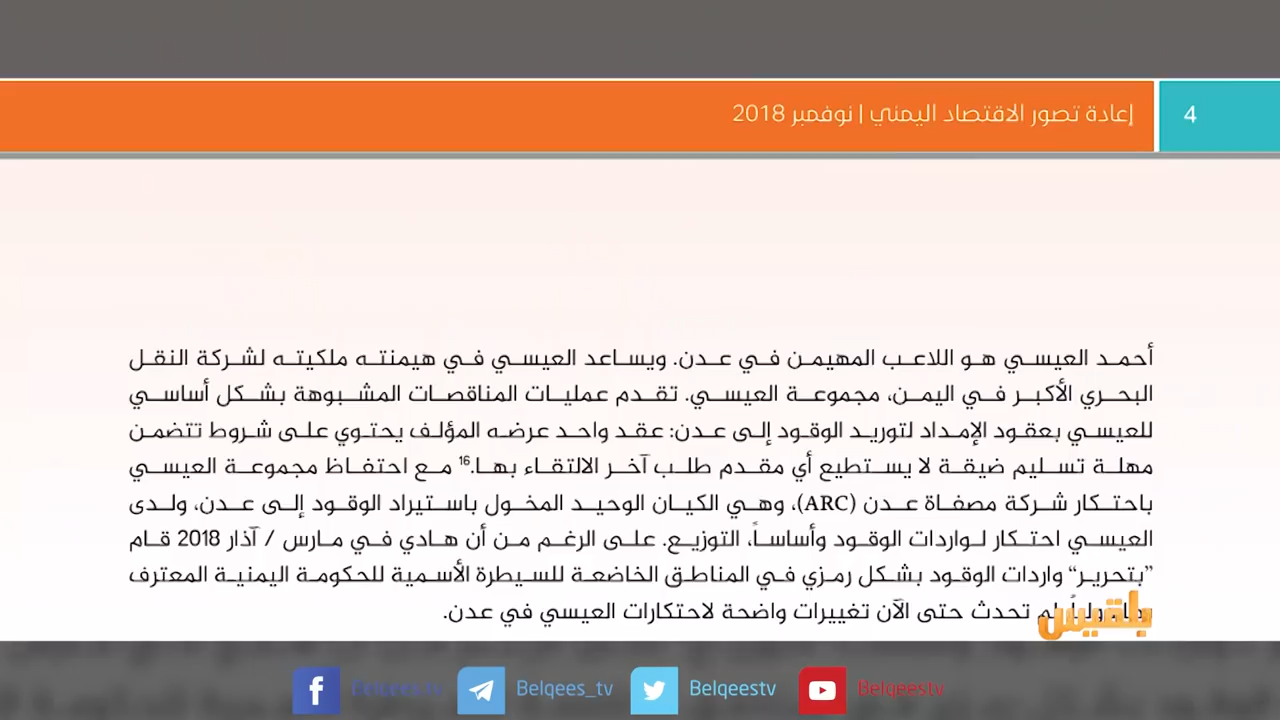 4
إعادة تصور الاقتصاد اليمني | نوفمبر 2018
أحمد العيسي هو اللاعب المهيمن في عدن. ويساعد العيسي في هيمنته ملكيته لشركة النقل
البحري الأكبر في اليمن، مجموعة العيسي. تقدم عمليات المناقصات المشبوهة بشكل أساسي
للعيسي بعقود الإمداد لتوريد الوقود إلى عدن: عقد واحد عرضه المؤلف يحتوي على شروط تتضمن
مهلة تسليم ضيقة لا يستطيع أي مقدم طلب آخر الالتقاء بها.16 مع احتفاظ مجموعة العيسي
باحتكار شركة مصفاة عدن (ARC)، وهي الكيان الوحيد المخول باستيراد الوقود إلى عدن، ولدى
العيسي احتكار لواردات الوقود وأساساً، التوزيع. على الرغم من أن هادي في مارس / آذار 2018 قام
”بتحرير“ واردات الوقود بشكل رمزي في المناطق الخاضعة للسيطرة الأسمية للحكومة اليمنية المعترف
تحدث حتى الآن تغييرات واضحة لاحتكارات العيسي في عدن.
بلقيس
Belqees_tv
Belqees_tv
Belqeestv
Belqeestv